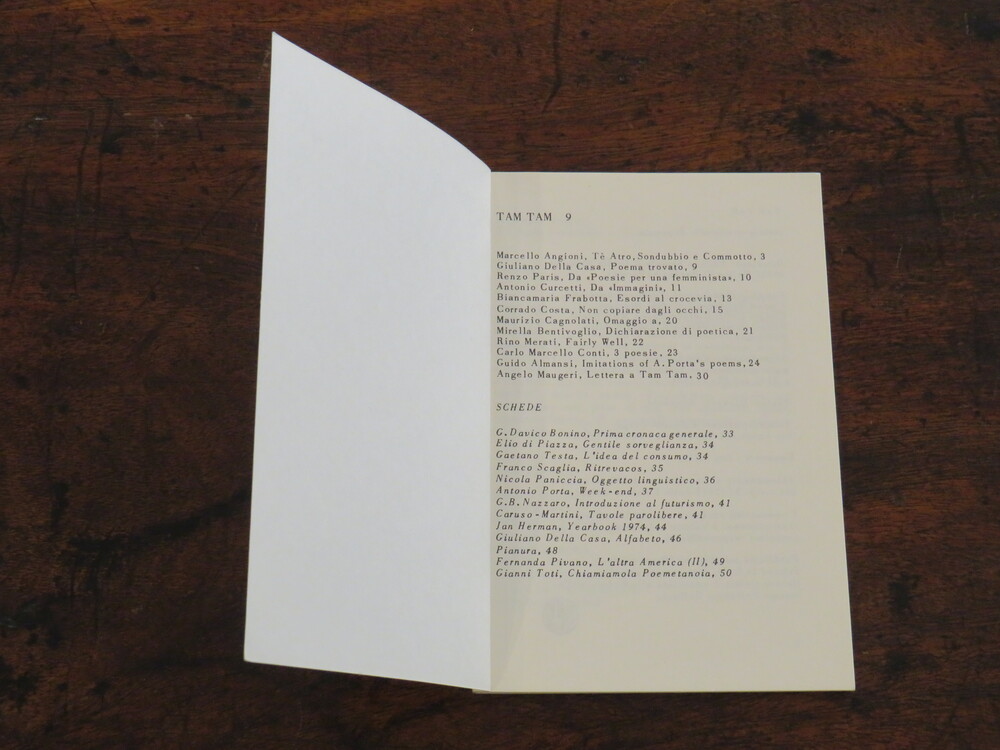 TAM TAM 9
Marcello Angioni, Tè Atro, Sondubbio e Commotto, 3
Giuliano Della Casa, Poema trovato, 9
Renzo Paris, Da «Poesie per una femminista», 10
Antonio Curcetti, Da «Immagini», 11
Biancamaria Frabotta, Esordi al crocevia, 13
Corrado Costa, Non copiare dagli occhi, 15
Maurizio Cagnolati, Omaggio a, 20
Mirella Bentivoglio, Dichiarazione di poetica, 21
Rino Merati, Fairly Well, 22
Carlo Marcello Conti, 3 poesie, 23
Guido Almansi, Imitations of A. Porta's poems, 24
Angelo Maugeri, Lettera a Tam Tam, 30
SCHEDE
G. Davico Bonino, Prima cronaca generale, 33
Elio di Piazza, Gentile sorveglianza, 34
Gaetano Testa, L'idea del consumo, 34
Franco Scaglia, Ritrevacos, 35
Nicola Paniccia, Oggetto linguistico, 36
Antonio Porta, Week-end, 37
G.B. Nazzaro, Introduzione al futurismo, 41
Caruso-Martini, Tavole parolibere, 41
Jan Herman, Yearbook 1974, 44
Giuliano Della Casa, Alfabeto, 46
Pianura, 48
Fernanda Pivano, L'altra America (II), 49
Gianni Toti, Chiamiamola Poemetanoia, 50